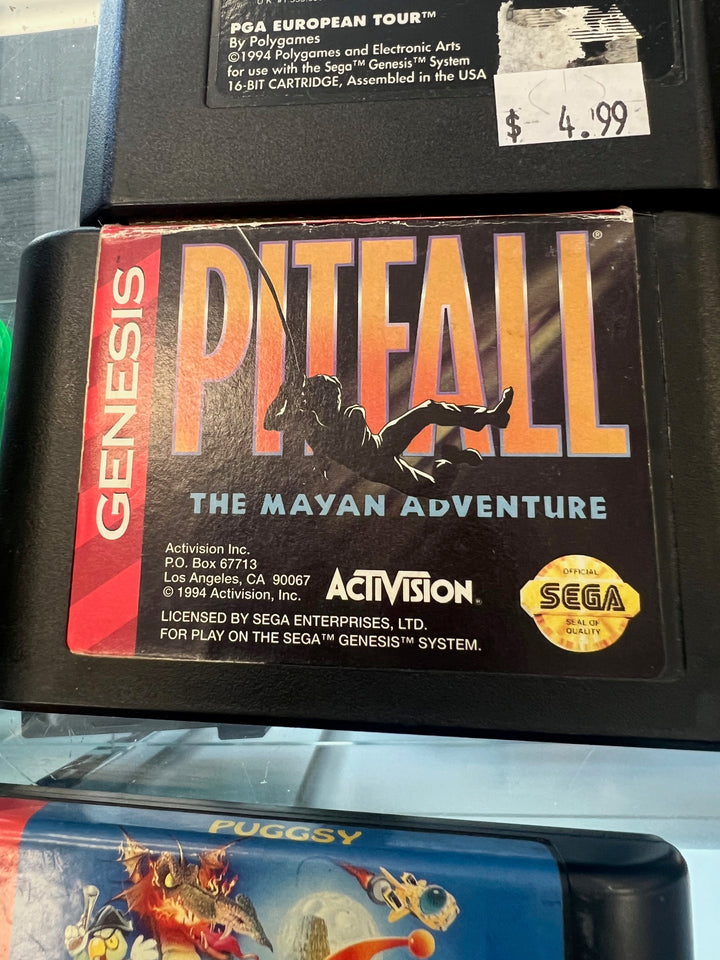 PGA EUROPEAN TOUR™
By Polygames
©1994 Polygames and Electronic Arts
for use with the Sega™ Genesis™ System
16-BIT CARTRIDGE, Assembled in the USA
$ 4.99
GENESIS
PITFALL®
THE MAYAN ADVENTURE
Activision Inc.
P.O. Box 67713
Los Angeles, CA 90067
© 1994 Activision, Inc.
ACTIVISION®
LICENSED BY SEGA ENTERPRISES, LTD.
FOR PLAY ON THE SEGA™ GENESIS™ SYSTEM.
OFFICIAL
SEGA
SEAL OF
QUALITY
PUGGSY